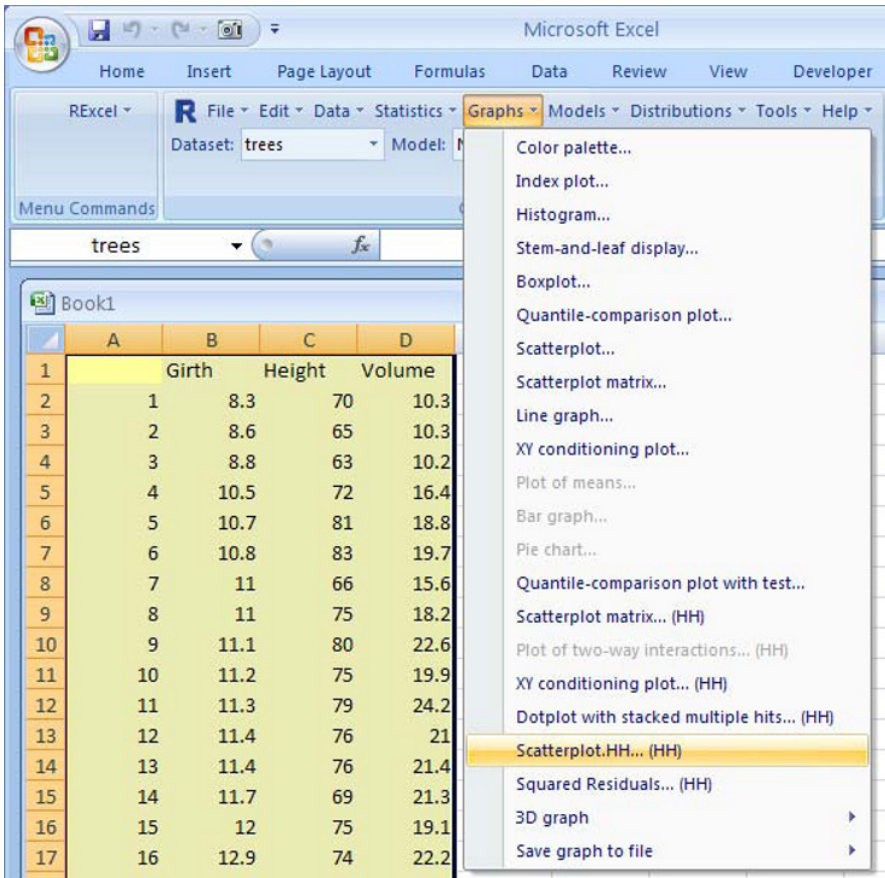 Microsoft Excel
Home Insert Page Layout Formulas Data Review View Developer
RExcel R File Edit Data Statistics Graphs Models Distributions Tools Help
Dataset: trees Model:
Menu Commands
trees fx
Book1
A B C D
1 Girth Height Volume
2 1 8.3 70 10.3
3 2 8.6 65 10.3
4 3 8.8 63 10.2
5 4 10.5 72 16.4
6 5 10.7 81 18.8
7 6 10.8 83 19.7
8 7 11 66 15.6
9 8 11 75 18.2
10 9 11.1 80 22.6
11 10 11.2 75 19.9
12 11 11.3 79 24.2
13 12 11.4 76 21
14 13 11.4 76 21.4
15 14 11.7 69 21.3
16 15 12 75 19.1
17 16 12.9 74 22.2
Color palette...
Index plot...
Histogram...
Stem-and-leaf display...
Boxplot...
Quantile-comparison plot...
Scatterplot...
Scatterplot matrix...
Line graph...
XY conditioning plot...
Plot of means...
Bar graph...
Pie chart...
Quantile-comparison plot with test...
Scatterplot matrix... (HH)
Plot of two-way interactions... (HH)
XY conditioning plot... (HH)
Dotplot with stacked multiple hits... (HH)
Scatterplot.HH... (HH)
Squared Residuals... (HH)
3D graph
Save graph to file